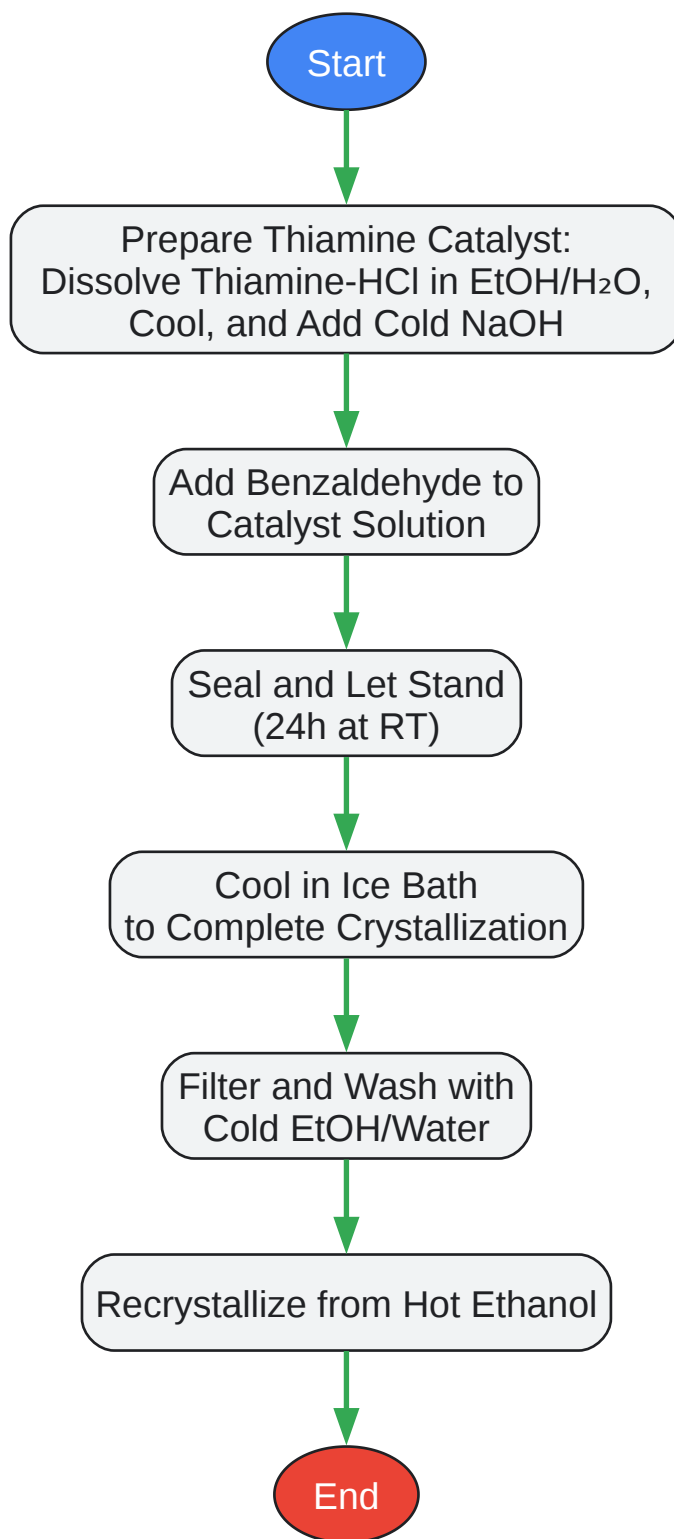 Start
Prepare Thiamine Catalyst:
Dissolve Thiamine-HCl in EtOH/H₂O,
Cool, and Add Cold NaOH
Add Benzaldehyde to
Catalyst Solution
Seal and Let Stand
(24h at RT)
Cool in Ice Bath
to Complete Crystallization
Filter and Wash with
Cold EtOH/Water
Recrystallize from Hot Ethanol
End